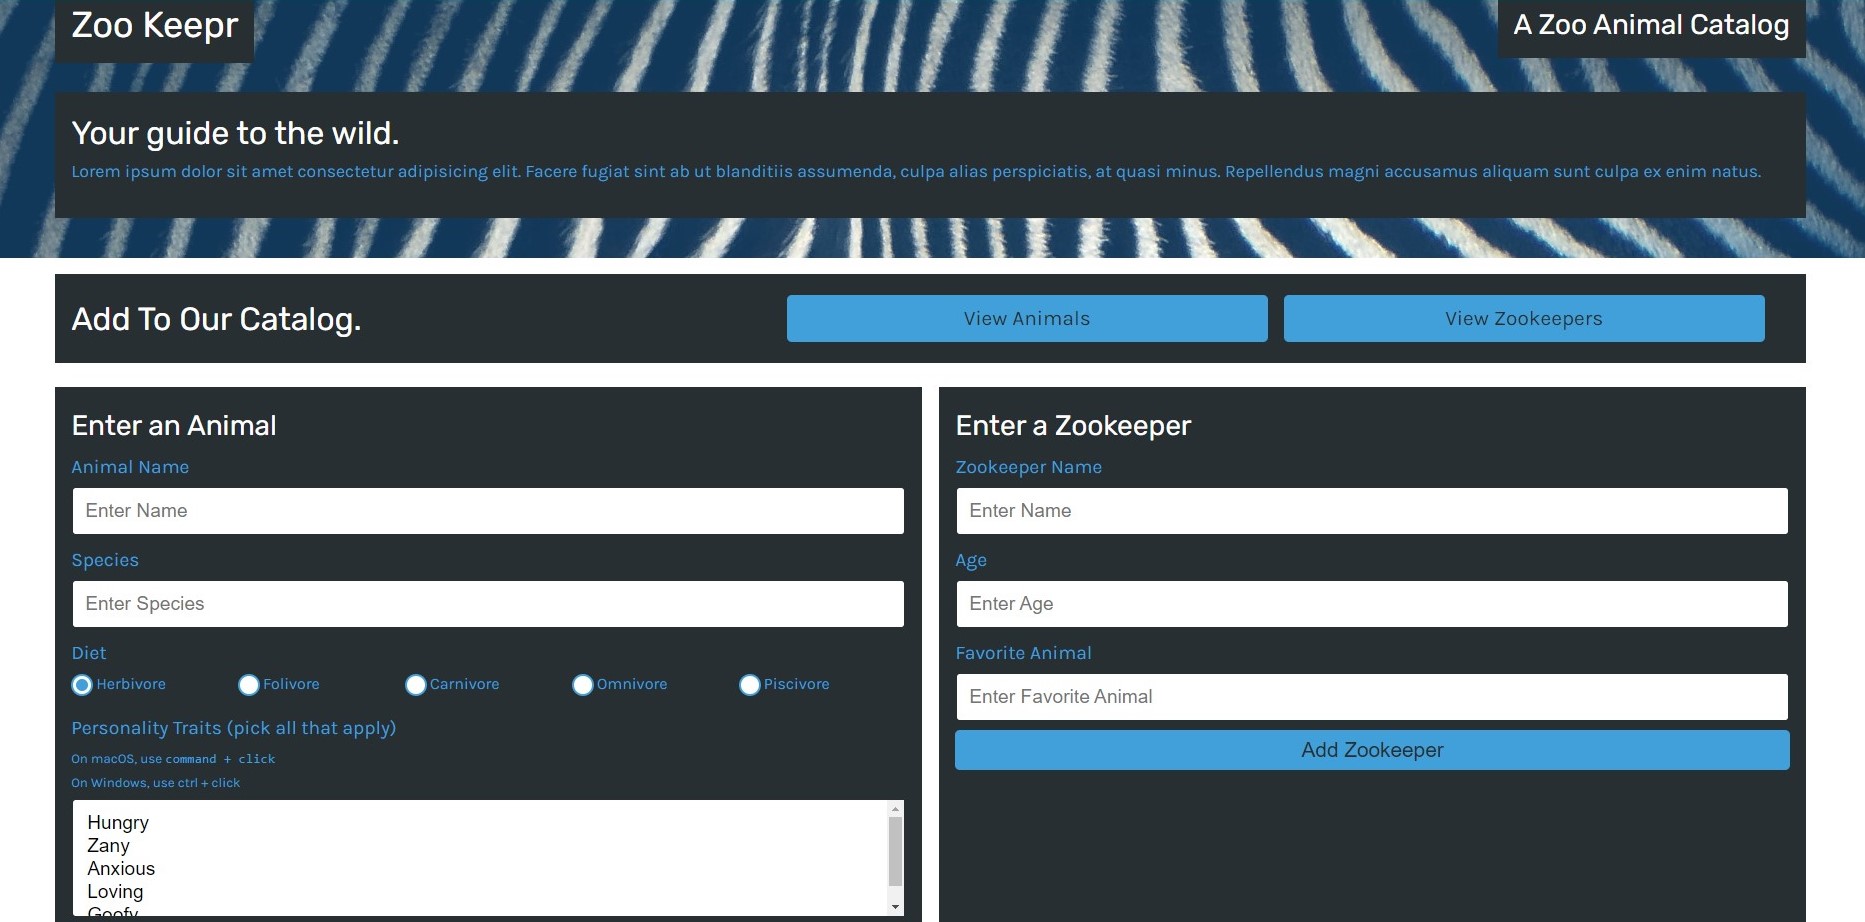 Zoo Keepr
A Zoo Animal Catalog
Your guide to the wild.
Lorem ipsum dolor sit amet consectetur adipisicing elit. Facere fugiat sint ab ut blanditiis assumenda, culpa alias perspiciatis, at quasi minus. Repellendus magni accusamus aliquam sunt culpa ex enim natus.
Add To Our Catalog.
View Animals
View Zookeepers
Enter an Animal
Animal Name
Enter Name
Species
Enter Species
Diet
Herbivore Folivore Carnivore Omnivore Piscivore
Personality Traits (pick all that apply)
On macOS, use command + click
On Windows, use ctrl + click
Hungry
Zany
Anxious
Loving
Goofy
Enter a Zookeeper
Zookeeper Name
Enter Name
Age
Enter Age
Favorite Animal
Enter Favorite Animal
Add Zookeeper